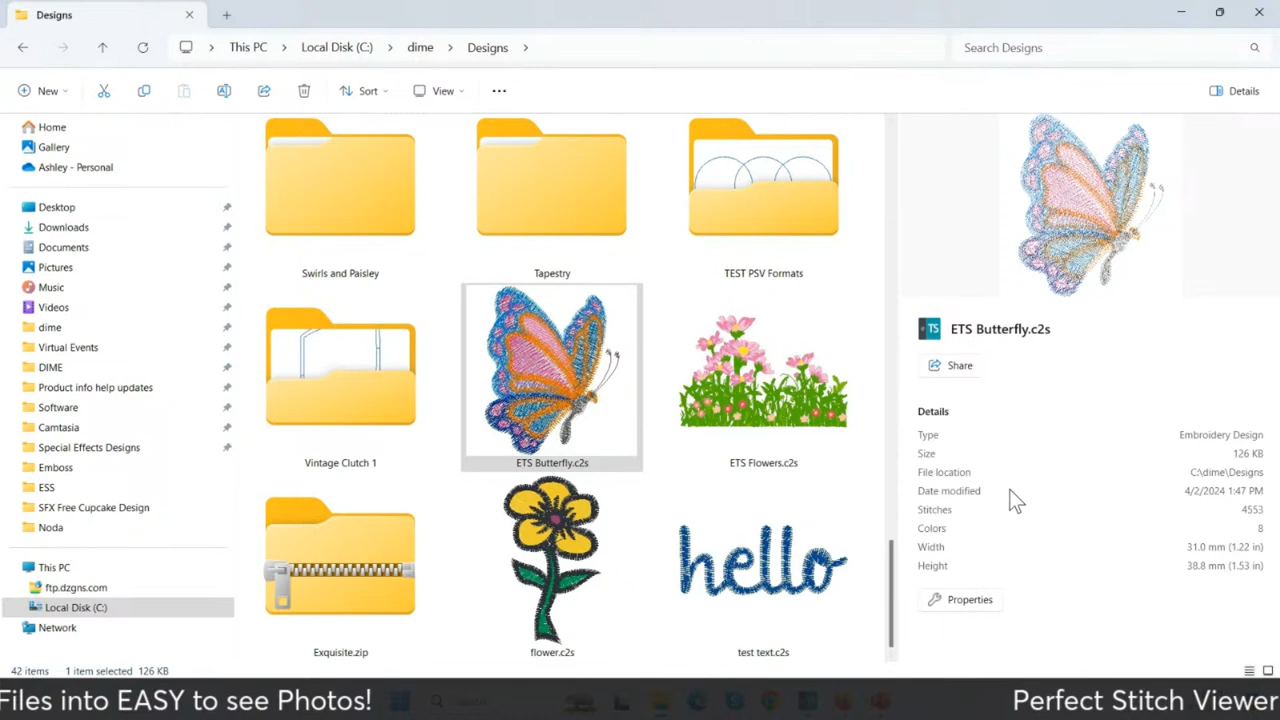 Designs
This PC
Local Disk (C:)
dime
Designs
Search Designs
New
Sort
View
Details
Home
Gallery
Ashley - Personal
Desktop
Downloads
Documents
Pictures
Music
Videos
dime
Virtual Events
DIME
Product info help updates
Software
Camtasia
Special Effects Designs
Emboss
ESS
SFX Free Cupcake Design
Noda
This PC
ftp.dzgns.com
Local Disk (C:)
Network
Swirls and Paisley
Tapestry
TEST PSV Formats
Vintage Clutch 1
ETS Butterfly.c2s
ETS Flowers.c2s
hello
Exquisite.zip
flower.c2s
test text.c2s
TS
ETS Butterfly.c2s
Share
Details
Type Embroidery Design
Size 126 KB
File location C:\dime\Designs
Date modified 4/2/2024 1:47 PM
Stitches 4553
Colors 8
Width 31.0 mm (1.22 in)
Height 38.8 mm (1.53 in)
Properties
42 items 1 item selected 126 KB
Files into EASY to see Photos! Perfect Stitch Viewer